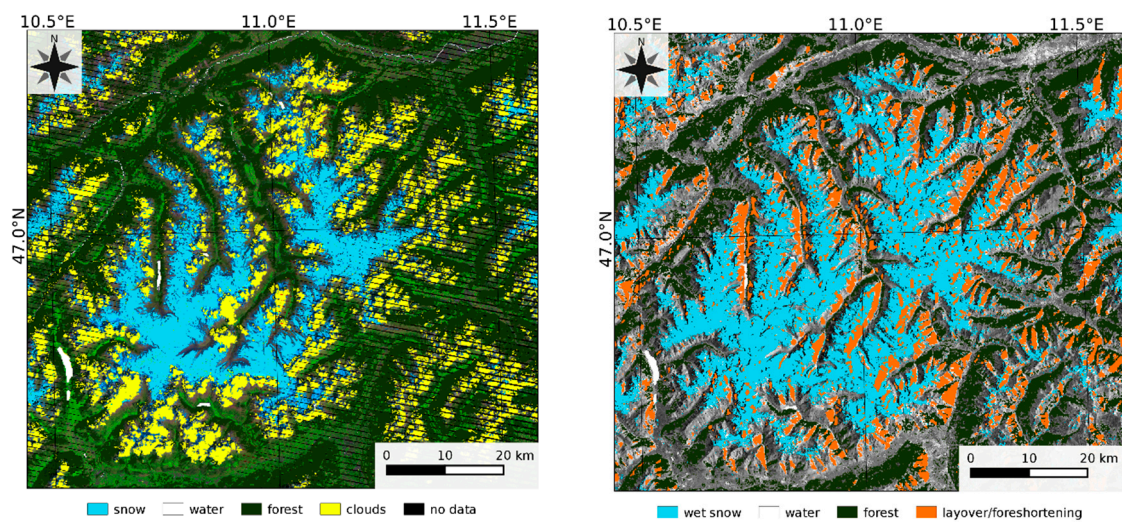 10.5°E 11.0°E 11.5°E
N
47.0°N
0 10 20 km
snow water forest clouds no data
10.5°E 11.0°E 11.5°E
N
47.0°N
0 10 20 km
wet snow water forest layover/foreshortening